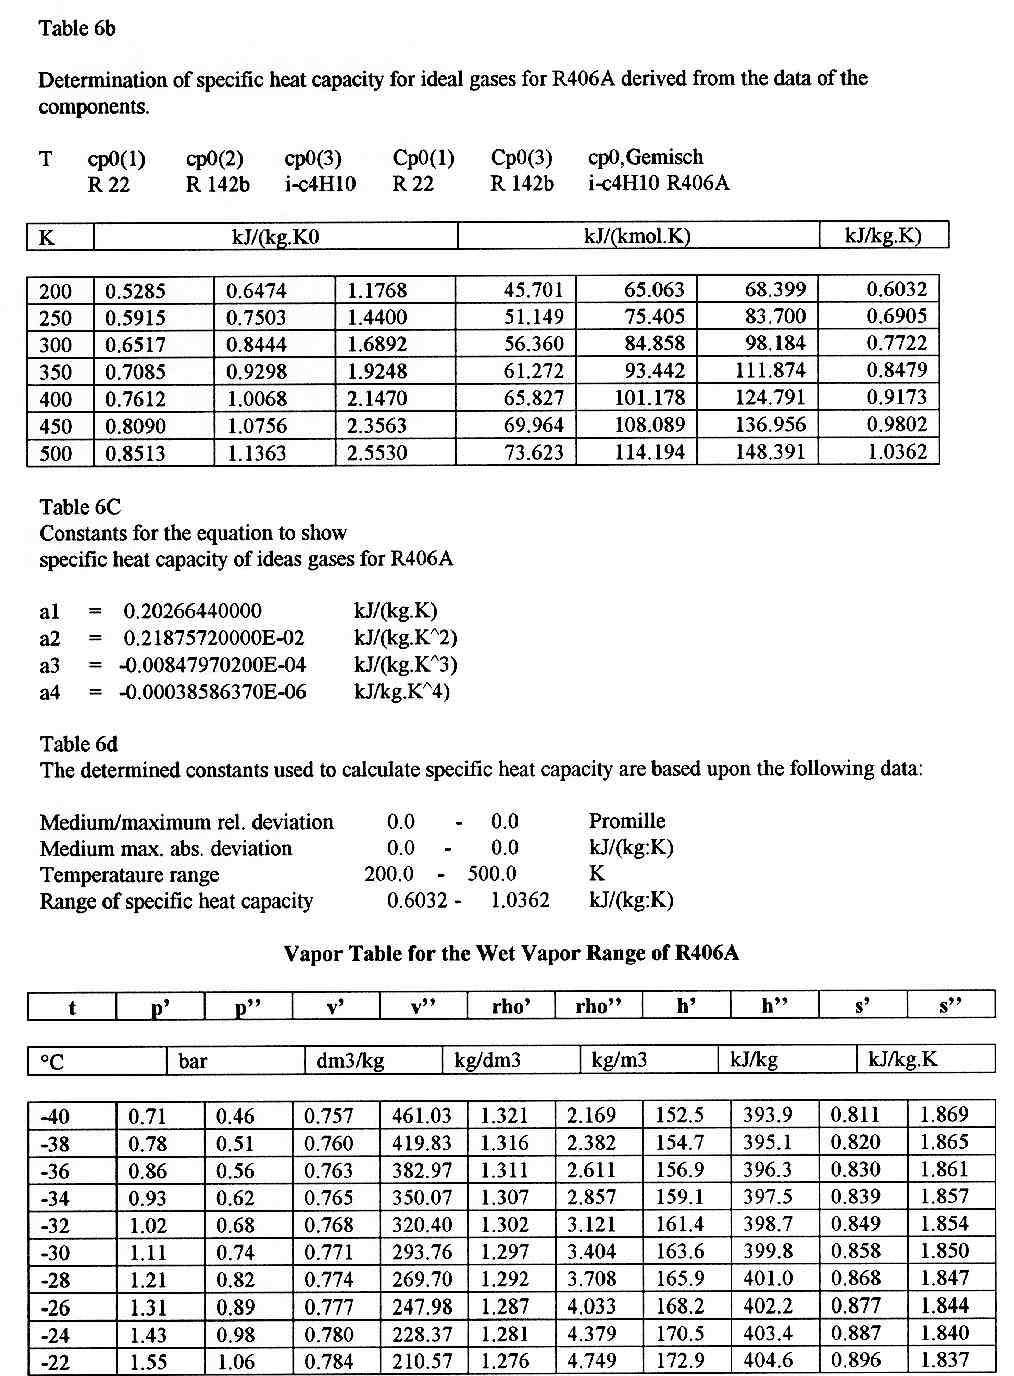 Table 6b
Determination of specific heat capacity for ideal gases for R406A derived from the data of the
components.
T cp0(1) cp0(2) cp0(3) Cp0(1) Cp0(3) cp0,Gemisch
R 22 R 142b i-c4H10 R 22 R 142b i-c4H10 R406A
K kJ/(kg.K0 kJ/(kmol.K) kJ/kg.K)
200 0.5285 0.6474 1.1768 45.701 65.063 68.399 0.6032
250 0.5915 0.7503 1.4400 51.149 75.405 83.700 0.6905
300 0.6517 0.8444 1.6892 56.360 84.858 98.184 0.7722
350 0.7085 0.9298 1.9248 61.272 93.442 111.874 0.8479
400 0.7612 1.0068 2.1470 65.827 101.178 124.791 0.9173
450 0.8090 1.0756 2.3563 69.964 108.089 136.956 0.9802
500 0.8513 1.1363 2.5530 73.623 114.194 148.391 1.0362
Table 6C
Constants for the equation to show
specific heat capacity of ideas gases for R406A
a1 = 0.20266440000 kJ/(kg.K)
a2 = 0.21875720000E-02 kJ/(kg.K^2)
a3 = -0.00847970200E-04 kJ/(kg.K^3)
a4 = -0.00038586370E-06 kJ/kg.K^4)
Table 6d
The determined constants used to calculate specific heat capacity are based upon the following data:
Medium/maximum rel. deviation 0.0 - 0.0 Promille
Medium max. abs. deviation 0.0 - 0.0 kJ/(kg:K)
Temperataure range 200.0 - 500.0 K
Range of specific heat capacity 0.6032 - 1.0362 kJ/(kg:K)
Vapor Table for the Wet Vapor Range of R406A
t p’ p” v’ v” rho’ rho” h’ h” s’ s”
°C bar dm3/kg kg/dm3 kg/m3 kJ/kg kJ/kg.K
-40 0.71 0.46 0.757 461.03 1.321 2.169 152.5 393.9 0.811 1.869
-38 0.78 0.51 0.760 419.83 1.316 2.382 154.7 395.1 0.820 1.865
-36 0.86 0.56 0.763 382.97 1.311 2.611 156.9 396.3 0.830 1.861
-34 0.93 0.62 0.765 350.07 1.307 2.857 159.1 397.5 0.839 1.857
-32 1.02 0.68 0.768 320.40 1.302 3.121 161.4 398.7 0.849 1.854
-30 1.11 0.74 0.771 293.76 1.297 3.404 163.6 399.8 0.858 1.850
-28 1.21 0.82 0.774 269.70 1.292 3.708 165.9 401.0 0.868 1.847
-26 1.31 0.89 0.777 247.98 1.287 4.033 168.2 402.2 0.877 1.844
-24 1.43 0.98 0.780 228.37 1.281 4.379 170.5 403.4 0.887 1.840
-22 1.55 1.06 0.784 210.57 1.276 4.749 172.9 404.6 0.896 1.837